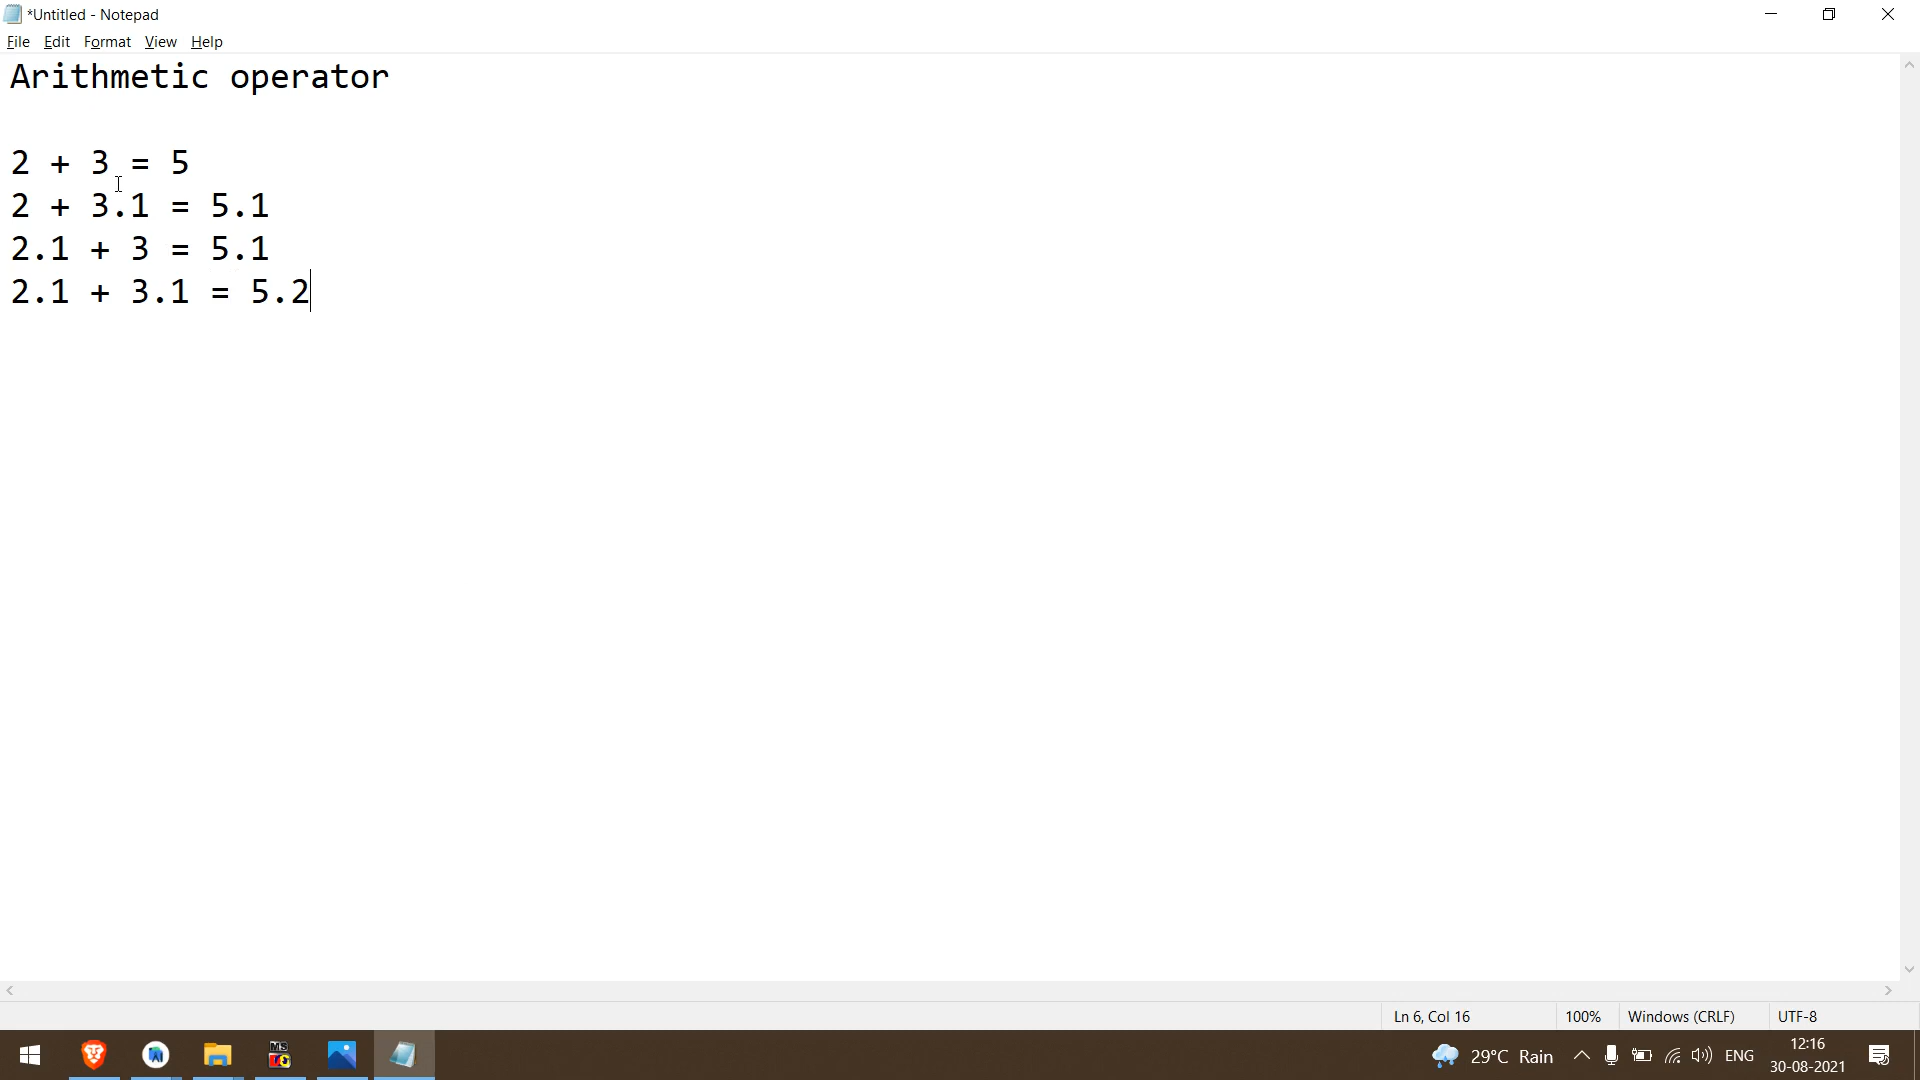 *Untitled - Notepad
File Edit Format View Help
Arithmetic operator
2 + 3 = 5
2 + 3.1 = 5.1
2.1 + 3 = 5.1
2.1 + 3.1 = 5.2
Ln 6, Col 16 100% Windows (CRLF) UTF-8
MS
29°C Rain ENG 12:16
30-08-2021